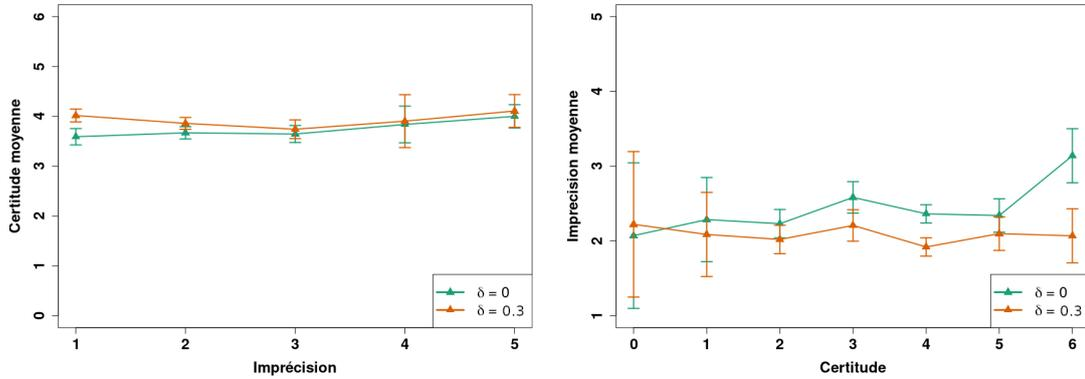 Certitude moyenne
6
5
4
3
2
1
0
1 2 3 4 5
Imprécision
δ = 0
δ = 0.3
Imprecision moyenne
5
4
3
2
1
0 1 2 3 4 5 6
Certitude
δ = 0
δ = 0.3